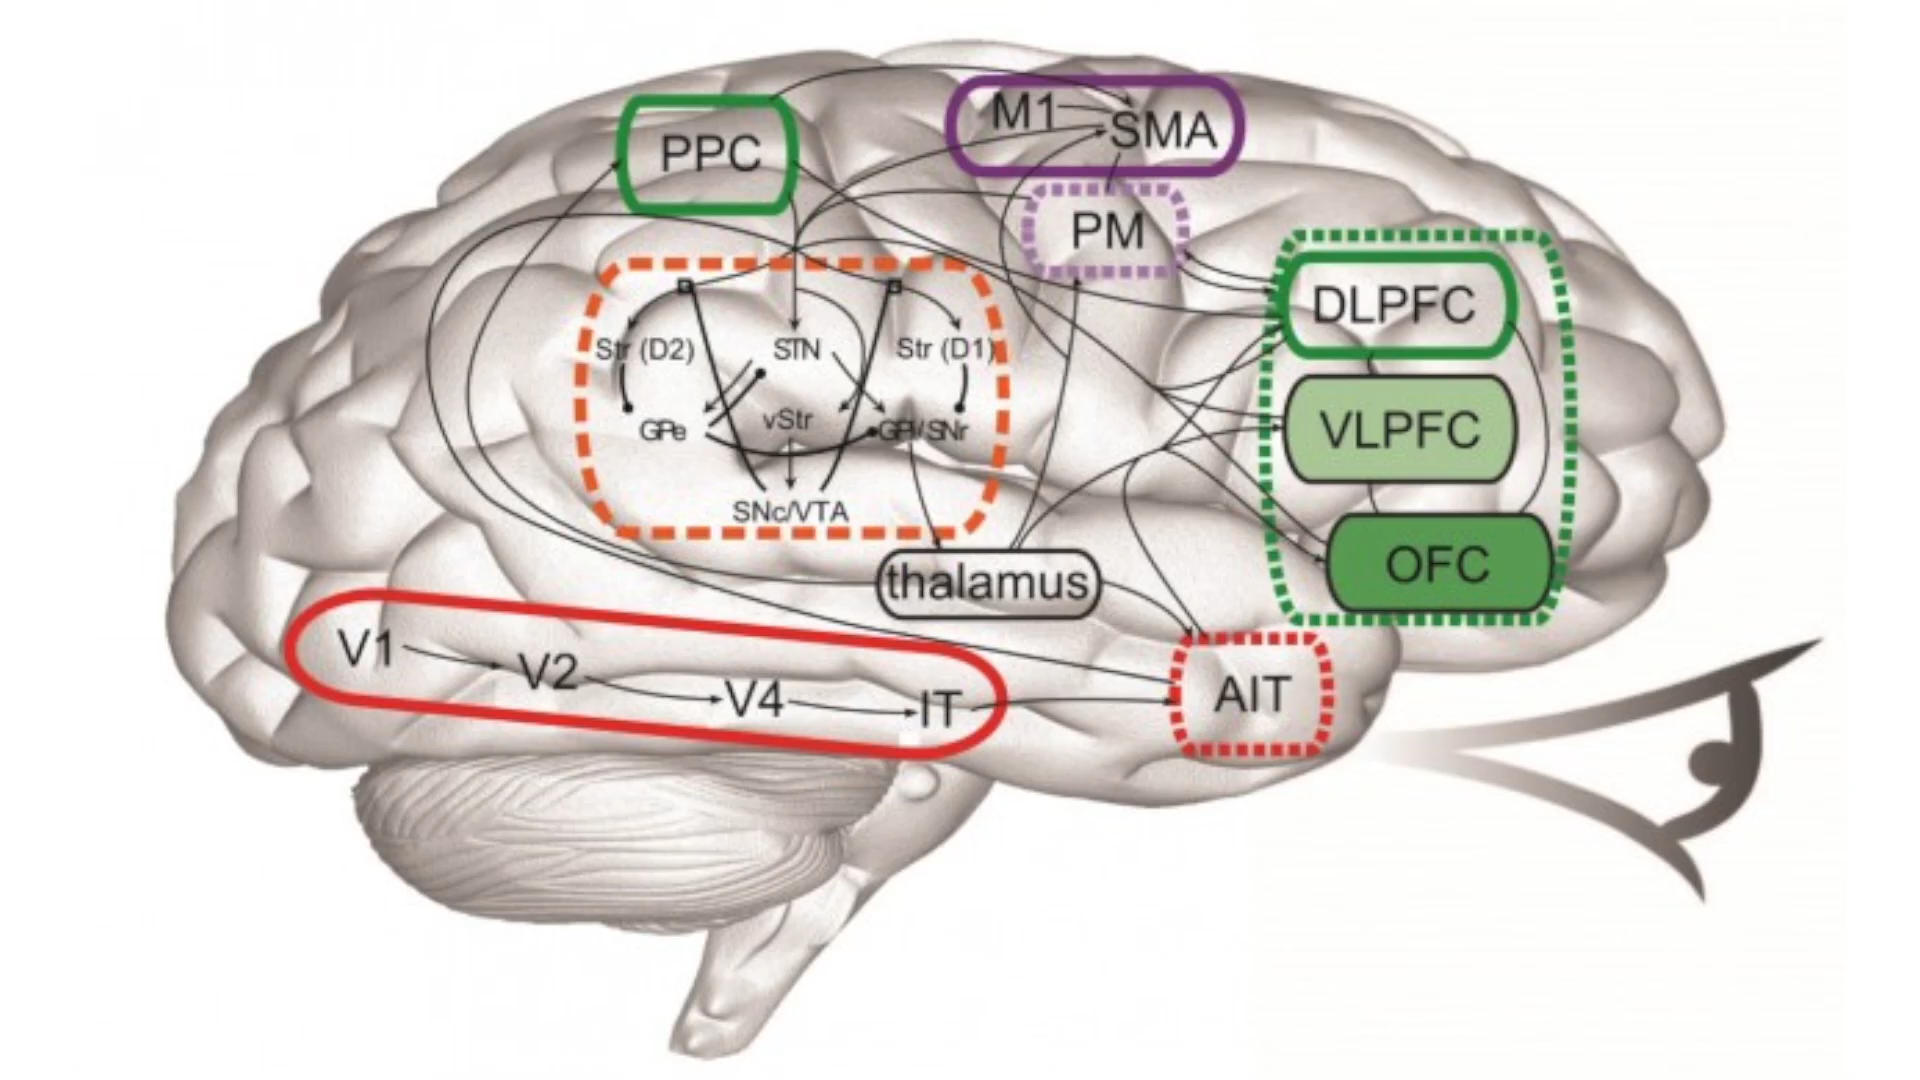 M1
SMA
PPC
PM
DLPFC
Str (D2)
STN
Str (D1)
VLPFC
GPe
vStr
GPi/SNr
SNc/VTA
OFC
thalamus
V1
V2
V4
IT
AIT